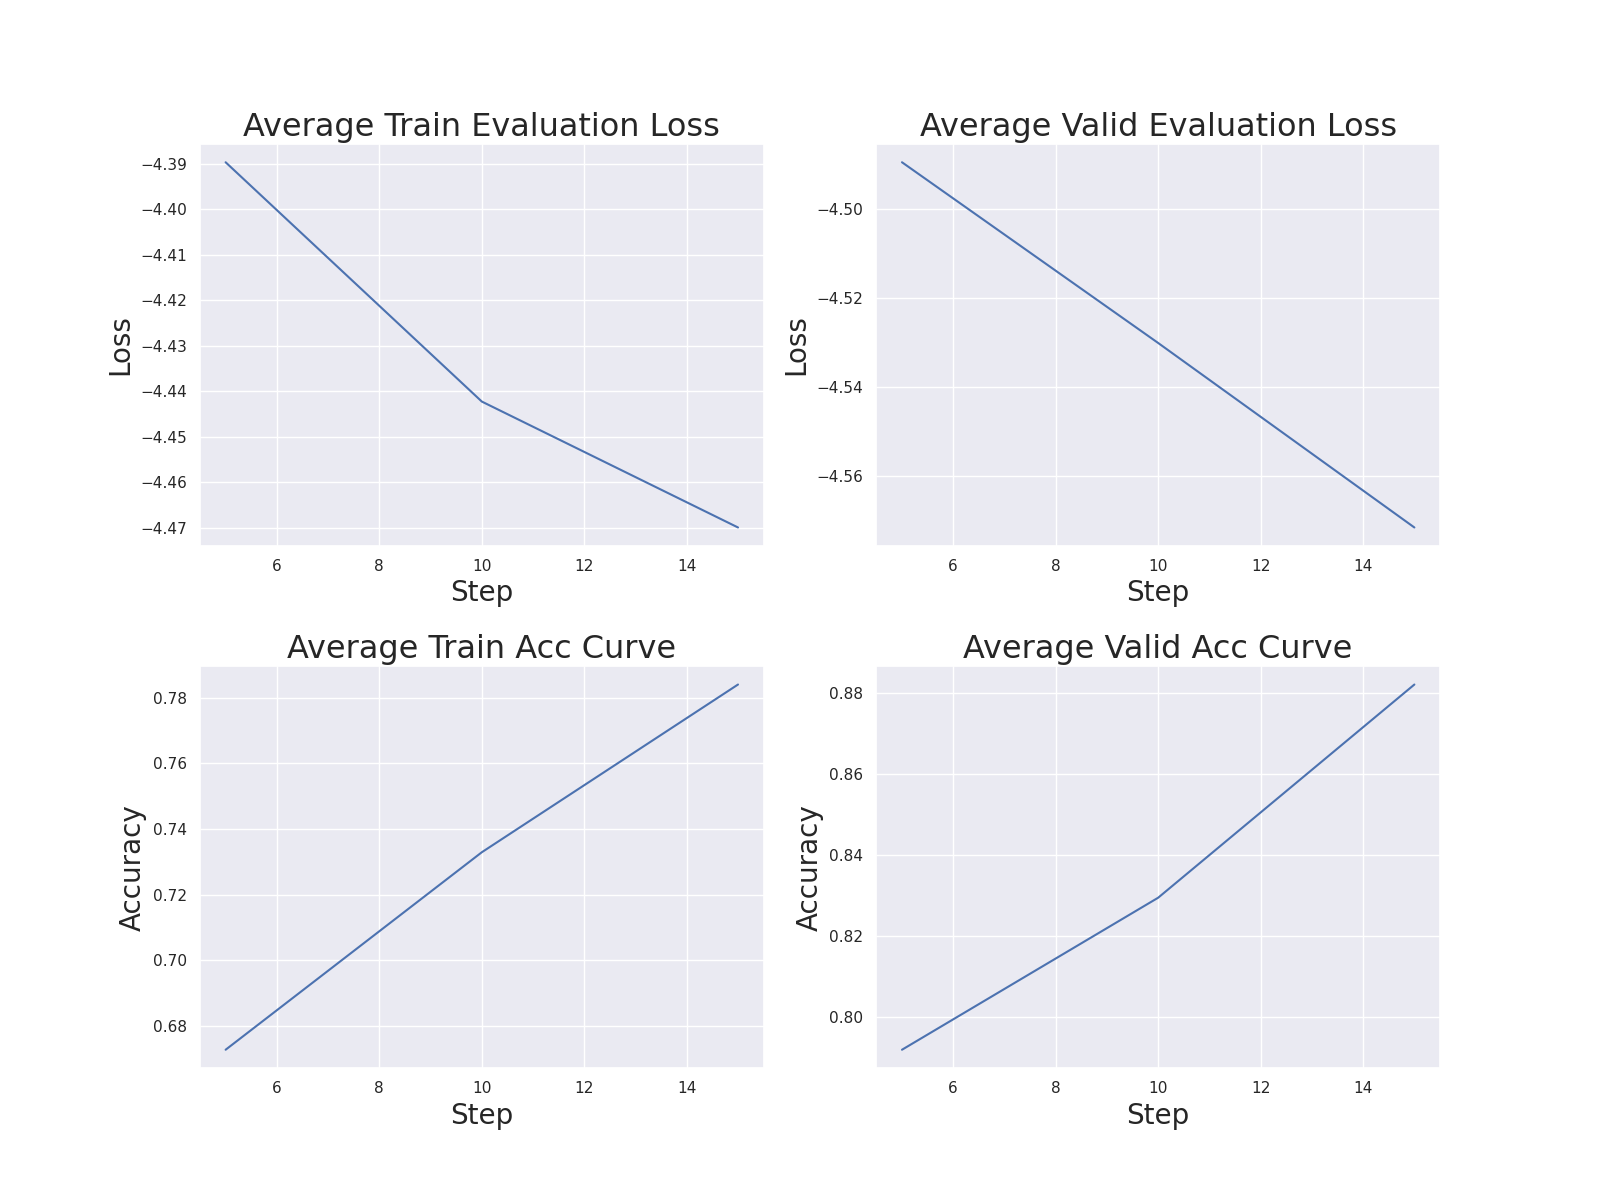 Average Train Evaluation Loss
−4.39
−4.40
−4.41
−4.42
−4.43
−4.44
−4.45
−4.46
−4.47
Loss
6 8 10 12 14
Step
Average Valid Evaluation Loss
−4.50
−4.52
−4.54
−4.56
Loss
6 8 10 12 14
Step
Average Train Acc Curve
0.78
0.76
0.74
0.72
0.70
0.68
Accuracy
6 8 10 12 14
Step
Average Valid Acc Curve
0.88
0.86
0.84
0.82
0.80
Accuracy
6 8 10 12 14
Step